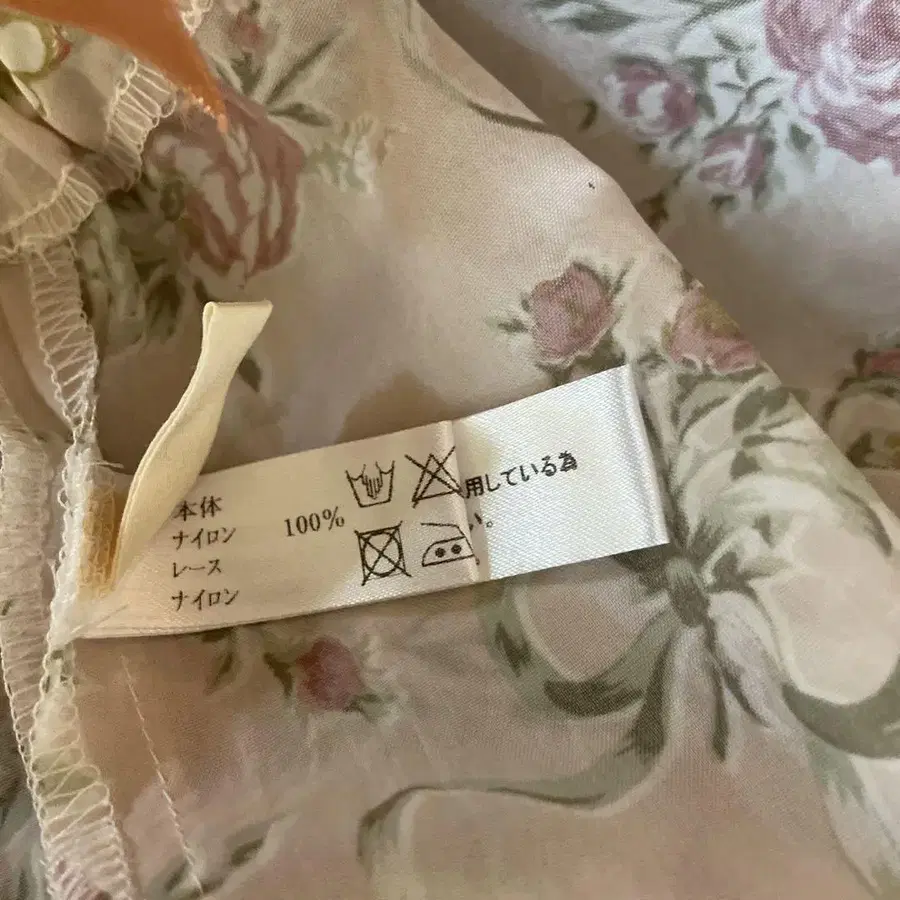 本体
ナイロン 100%
レース
ナイロン
用している為
い。